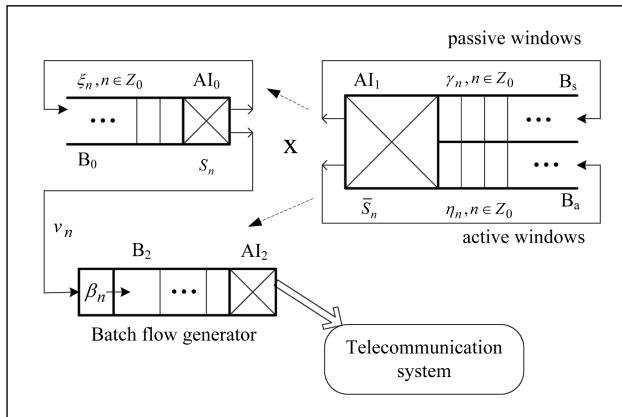 passive windows
ξₙ, n ∈ Z₀
AI₀
AI₁
γₙ, n ∈ Z₀
Bₛ
•••
•••
B₀
Sₙ
X
•••
S̅ₙ
ηₙ, n ∈ Z₀
Bₐ
active windows
νₙ
B₂
AI₂
βₙ
•••
Batch flow generator
Telecommunication
system